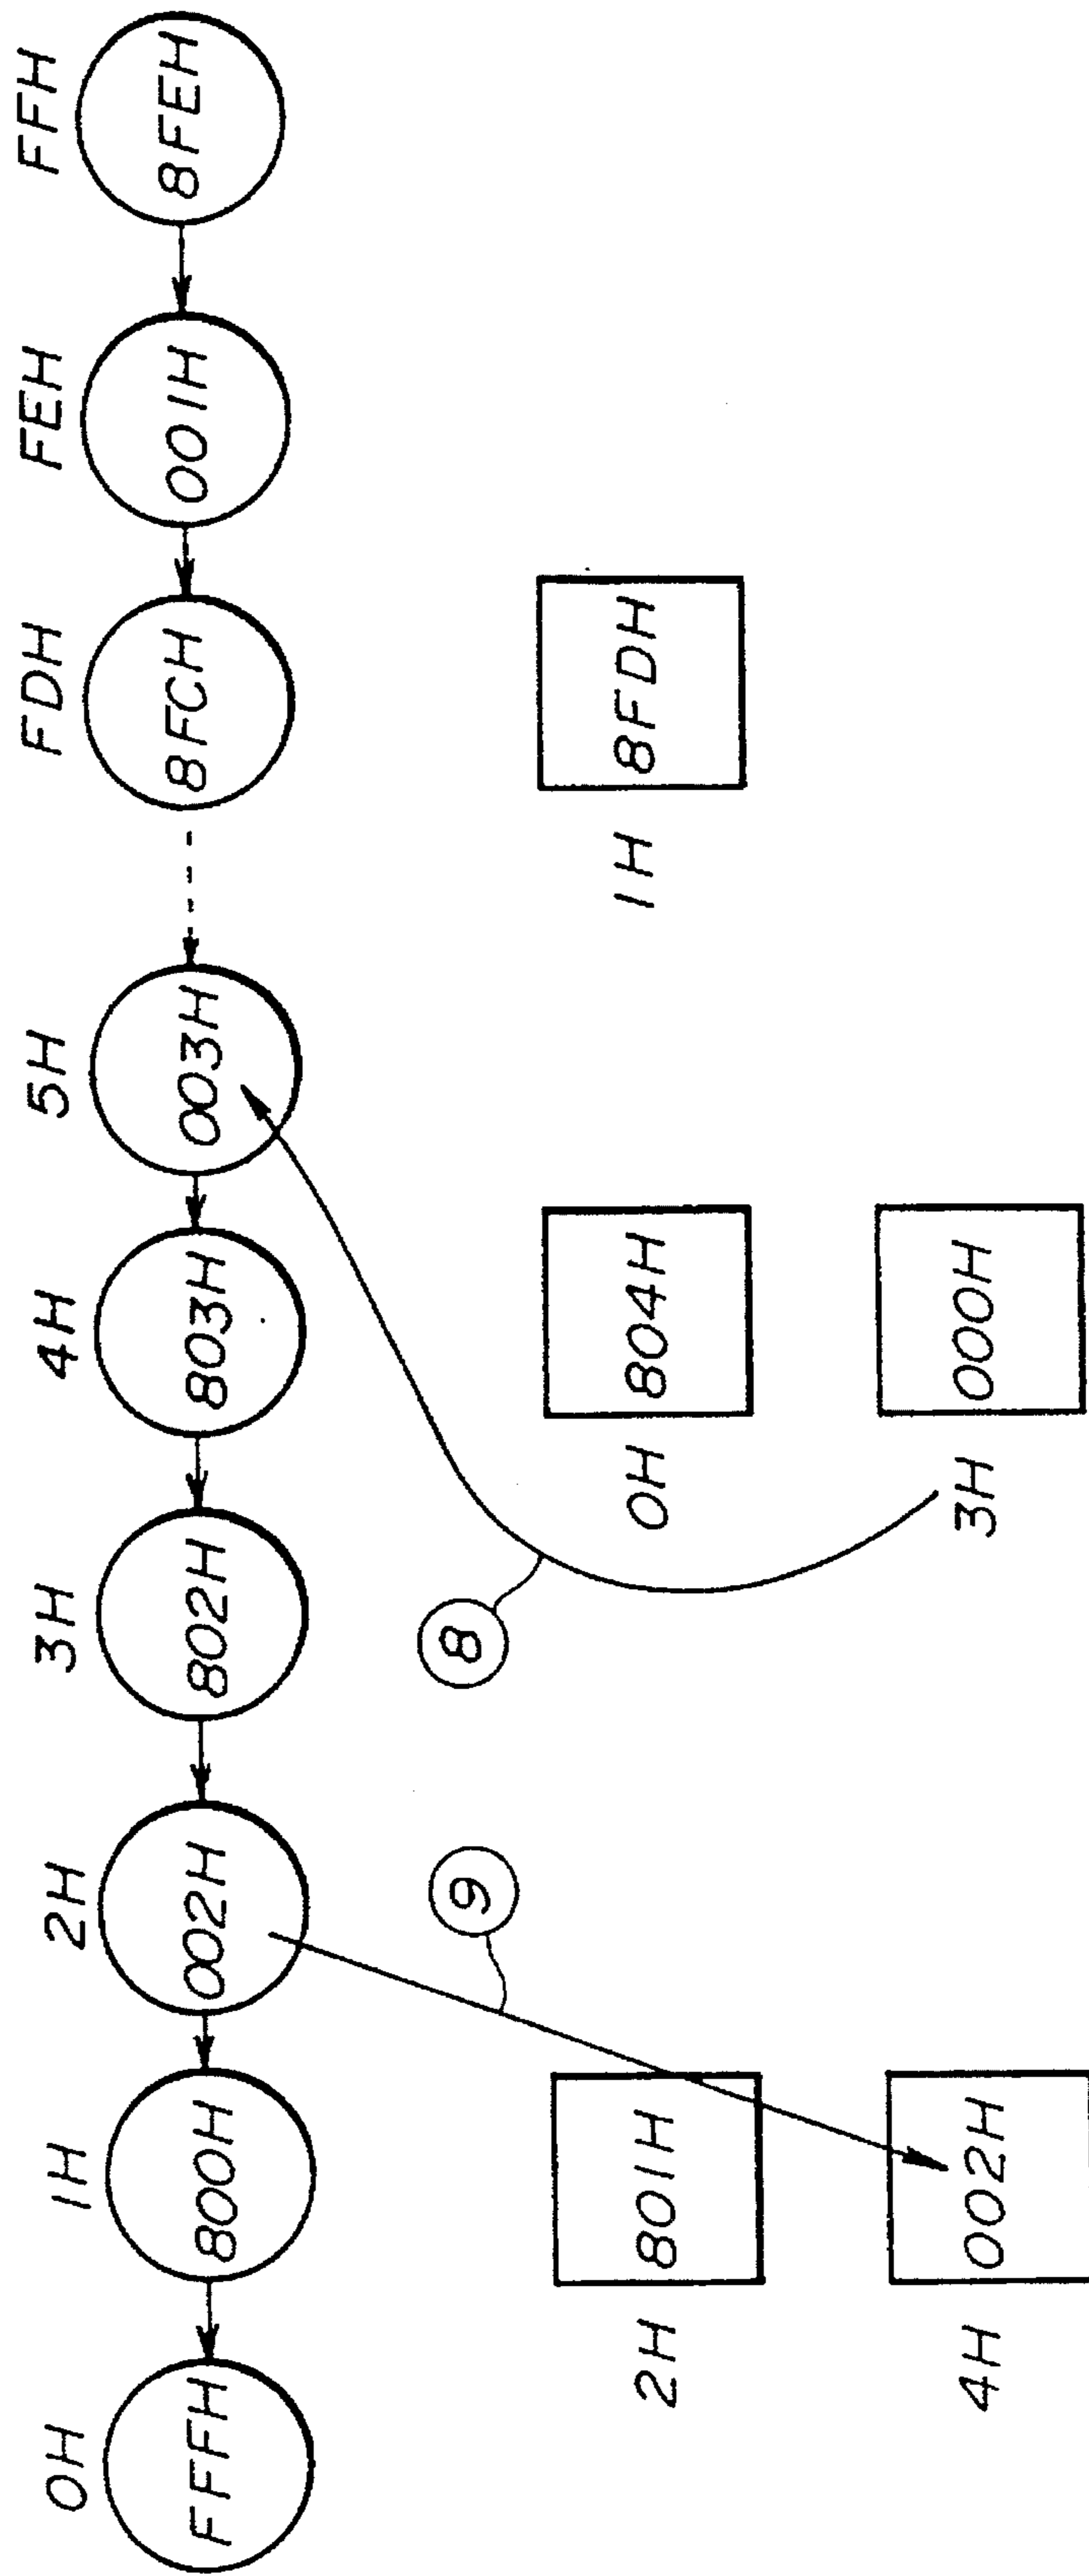 0H 1H 2H 3H 4H 5H FDH FEH FFH
FFFH 800H 002H 802H 803H 003H 8FCH 001H 8FEH
9 8
2H 801H 0H 804H 1H 8FDH
4H 002H 3H 000H